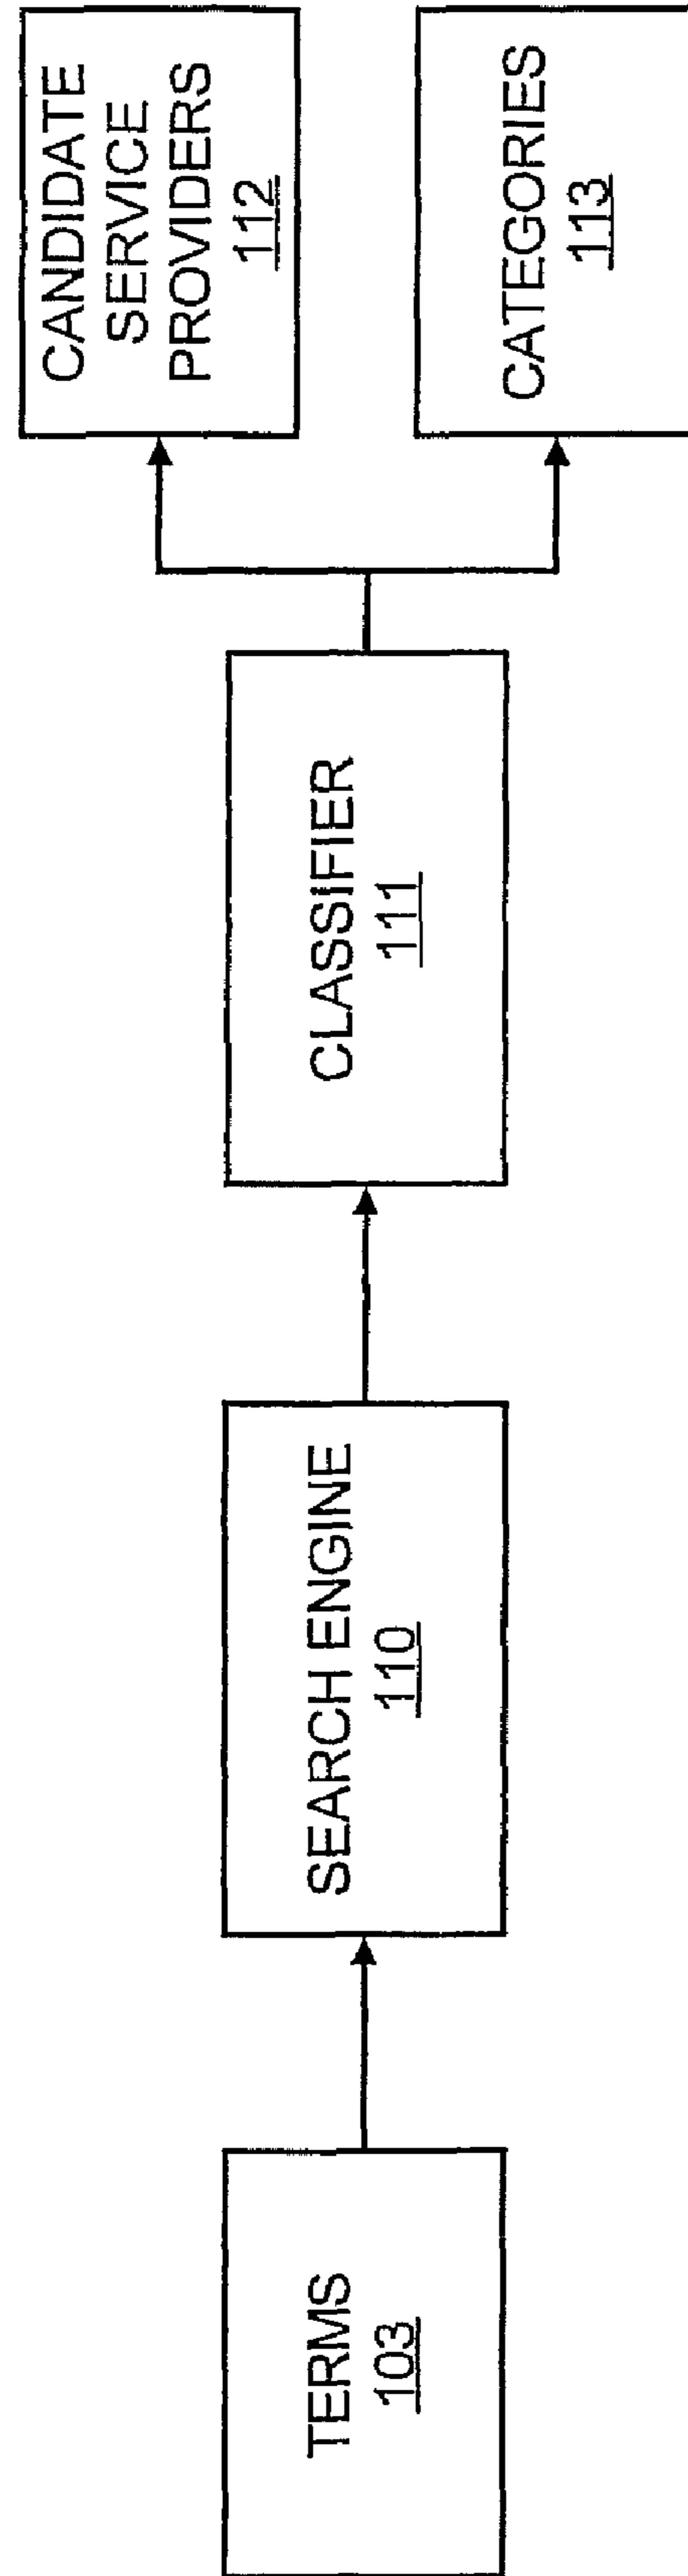 TERMS
103
SEARCH ENGINE
110
CLASSIFIER
111
CANDIDATE
SERVICE
PROVIDERS
112
CATEGORIES
113